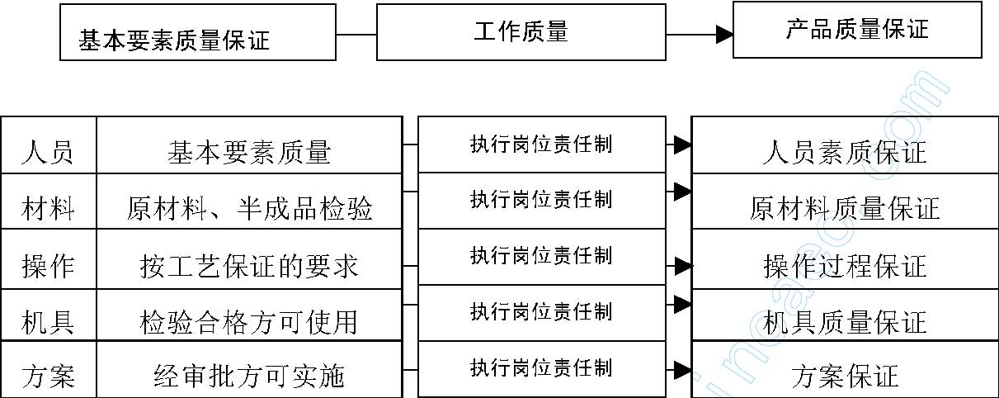 基本要素质量保证 工作质量 产品质量保证
人员 基本要素质量 执行岗位责任制 人员素质保证
材料 原材料、半成品检验 执行岗位责任制 原材料质量保证
操作 按工艺保证的要求 执行岗位责任制 操作过程保证
机具 检验合格方可使用 执行岗位责任制 机具质量保证
方案 经审批方可实施 执行岗位责任制 方案保证